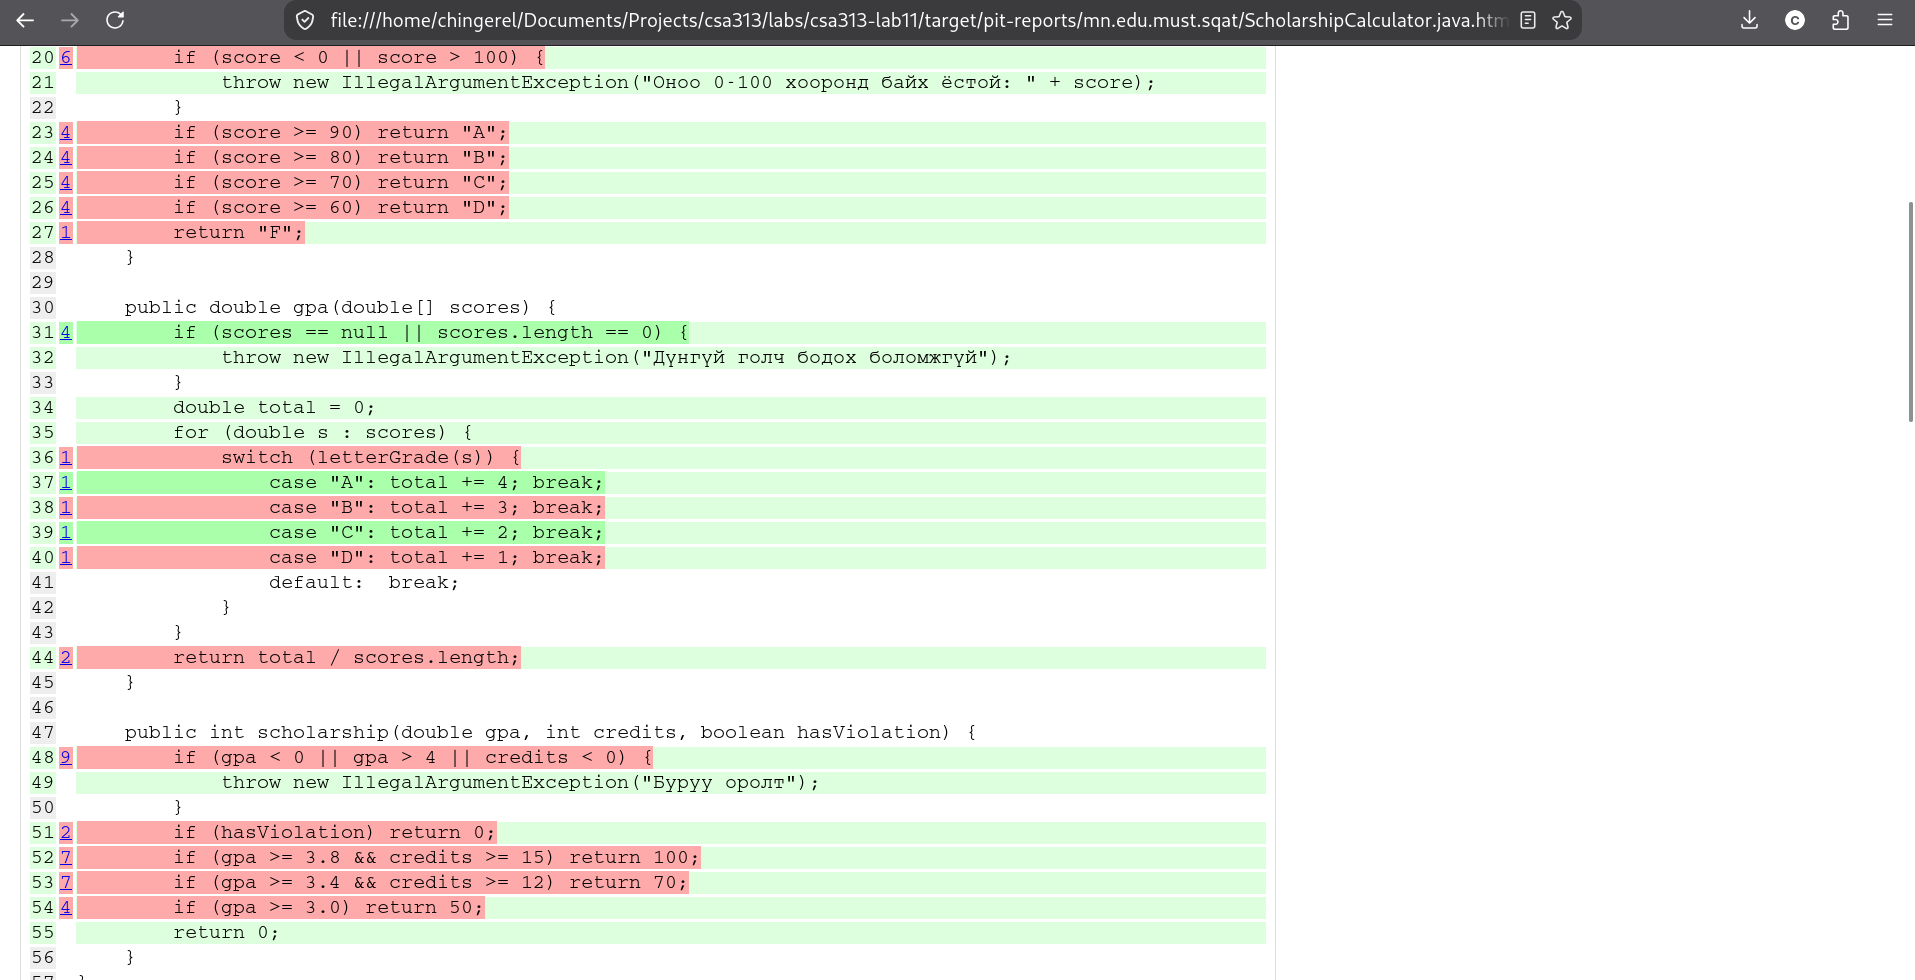 file:///home/chingerel/Documents/Projects/csa313/labs/csa313-lab11/target/pit-reports/mn.edu.must.sqat/ScholarshipCalculator.java.htm
20 6 if (score < 0 || score > 100) {
21 throw new IllegalArgumentException("Оноо 0-100 хооронд байх ёстой: " + score);
22 }
23 4 if (score >= 90) return "A";
24 4 if (score >= 80) return "B";
25 4 if (score >= 70) return "C";
26 4 if (score >= 60) return "D";
27 1 return "F";
28 }
29
30 public double gpa(double[] scores) {
31 4 if (scores == null || scores.length == 0) {
32 throw new IllegalArgumentException("Дүнгүй голч бодох боломжгүй");
33 }
34 double total = 0;
35 for (double s : scores) {
36 1 switch (letterGrade(s)) {
37 1 case "A": total += 4; break;
38 1 case "B": total += 3; break;
39 1 case "C": total += 2; break;
40 1 case "D": total += 1; break;
41 default:  break;
42 }
43 }
44 2 return total / scores.length;
45 }
46
47 public int scholarship(double gpa, int credits, boolean hasViolation) {
48 9 if (gpa < 0 || gpa > 4 || credits < 0) {
49 throw new IllegalArgumentException("Буруу оролт");
50 }
51 2 if (hasViolation) return 0;
52 7 if (gpa >= 3.8 && credits >= 15) return 100;
53 7 if (gpa >= 3.4 && credits >= 12) return 70;
54 4 if (gpa >= 3.0) return 50;
55 return 0;
56 }
57 }